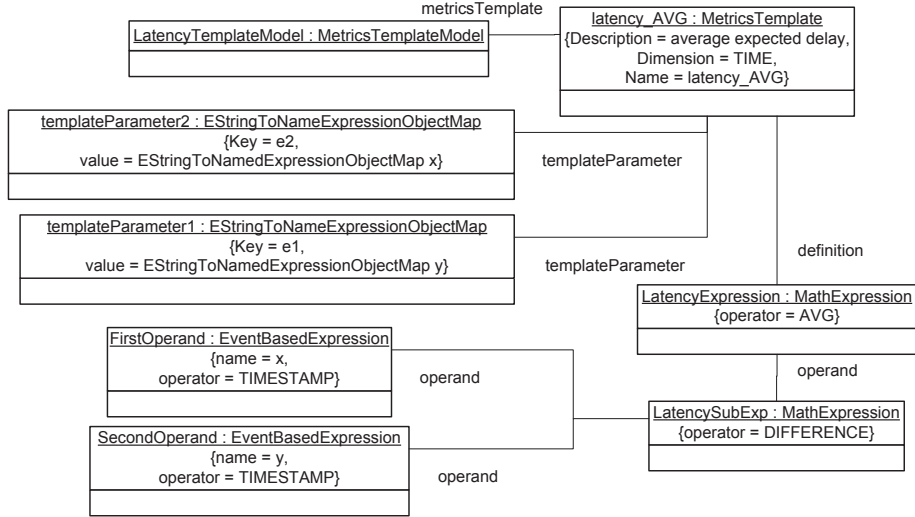 metricsTemplate
LatencyTemplateModel : MetricsTemplateModel
latency_AVG : MetricsTemplate
{Description = average expected delay,
Dimension = TIME,
Name = latency_AVG}
templateParameter2 : EStringToNameExpressionObjectMap
{Key = e2,
value = EStringToNamedExpressionObjectMap x}
templateParameter
templateParameter1 : EStringToNameExpressionObjectMap
{Key = e1,
value = EStringToNamedExpressionObjectMap y}
templateParameter
definition
LatencyExpression : MathExpression
{operator = AVG}
operand
FirstOperand : EventBasedExpression
{name = x,
operator = TIMESTAMP}
operand
LatencySubExp : MathExpression
{operator = DIFFERENCE}
SecondOperand : EventBasedExpression
{name = y,
operator = TIMESTAMP}
operand